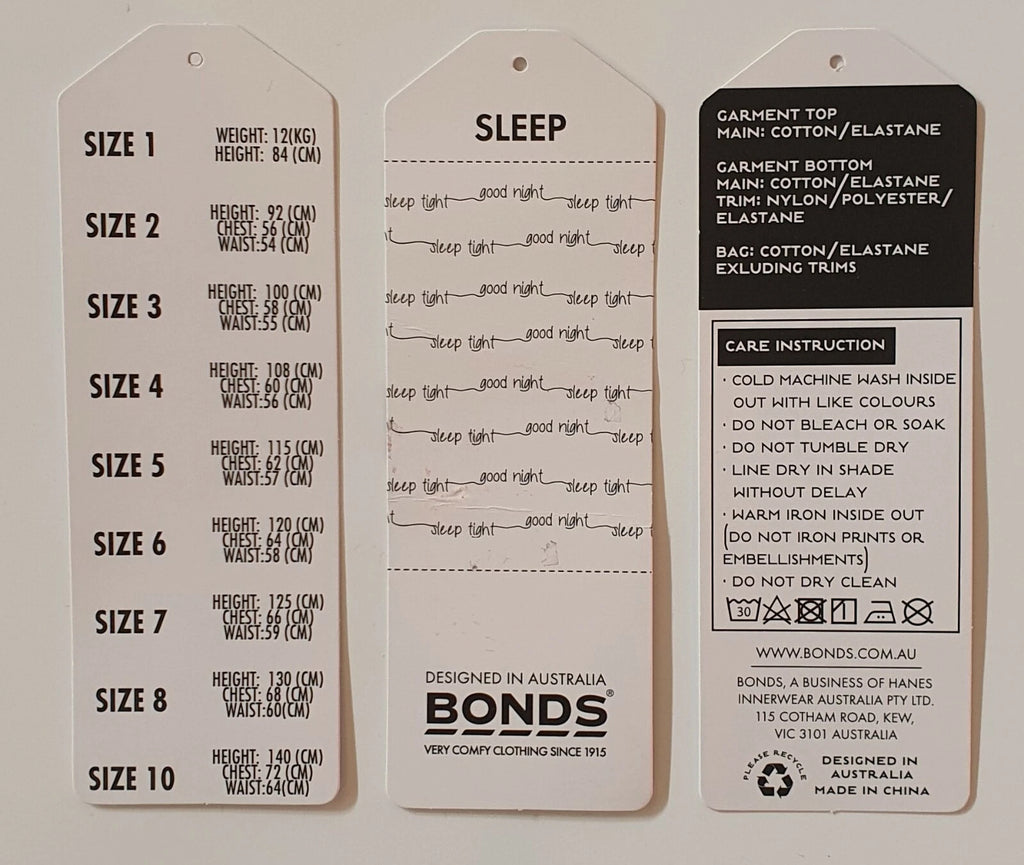 SIZE 1
WEIGHT: 12(KG)
HEIGHT: 84 (CM)
SIZE 2
HEIGHT: 92 (CM)
CHEST: 56 (CM)
WAIST:54 (CM)
SIZE 3
HEIGHT: 100 (CM)
CHEST: 58 (CM)
WAIST:55 (CM)
SIZE 4
HEIGHT: 108 (CM)
CHEST: 60 (CM)
WAIST:56 (CM)
SIZE 5
HEIGHT: 115 (CM)
CHEST: 62 (CM)
WAIST:57 (CM)
SIZE 6
HEIGHT: 120 (CM)
CHEST: 64 (CM)
WAIST:58 (CM)
SIZE 7
HEIGHT: 125 (CM)
CHEST: 66 (CM)
WAIST:59 (CM)
SIZE 8
HEIGHT: 130 (CM)
CHEST: 68 (CM)
WAIST:60(CM)
SIZE 10
HEIGHT: 140 (CM)
CHEST: 72 (CM)
WAIST:64(CM)
SLEEP
sleep tight good night sleep tight
t sleep tight good night sleep t
sleep tight good night sleep tight
t sleep tight good night sleep t
sleep tight good night sleep tight
t sleep tight good night sleep t
sleep tight good night sleep tight
t sleep tight good night sleep t
DESIGNED IN AUSTRALIA
BONDS®
VERY COMFY CLOTHING SINCE 1915
GARMENT TOP
MAIN: COTTON/ELASTANE
GARMENT BOTTOM
MAIN: COTTON/ELASTANE
TRIM: NYLON/POLYESTER/
ELASTANE
BAG: COTTON/ELASTANE
EXLUDING TRIMS
CARE INSTRUCTION
· COLD MACHINE WASH INSIDE
OUT WITH LIKE COLOURS
· DO NOT BLEACH OR SOAK
· DO NOT TUMBLE DRY
· LINE DRY IN SHADE
WITHOUT DELAY
· WARM IRON INSIDE OUT
(DO NOT IRON PRINTS OR
EMBELLISHMENTS)
· DO NOT DRY CLEAN
30
WWW.BONDS.COM.AU
BONDS, A BUSINESS OF HANES
INNERWEAR AUSTRALIA PTY LTD.
115 COTHAM ROAD, KEW,
VIC 3101 AUSTRALIA
PLEASE RECYCLE
DESIGNED IN
AUSTRALIA
MADE IN CHINA